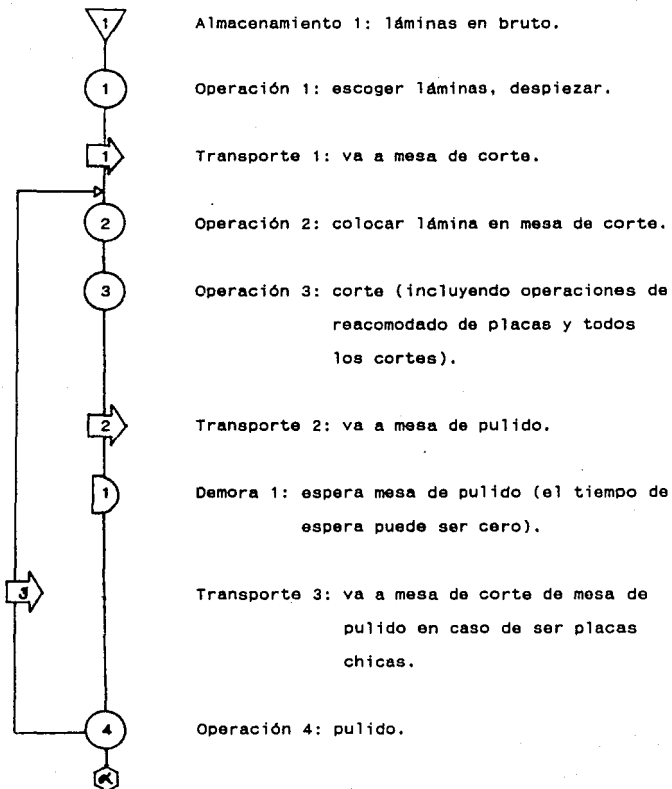 1 Almacenamiento 1: láminas en bruto.
1 Operación 1: escoger láminas, despiezar.
1 Transporte 1: va a mesa de corte.
2 Operación 2: colocar lámina en mesa de corte.
3 Operación 3: corte (incluyendo operaciones de
reacomodado de placas y todos
los cortes).
2 Transporte 2: va a mesa de pulido.
1 Demora 1: espera mesa de pulido (el tiempo de
espera puede ser cero).
3 Transporte 3: va a mesa de corte de mesa de
pulido en caso de ser placas
chicas.
4 Operación 4: pulido.
α